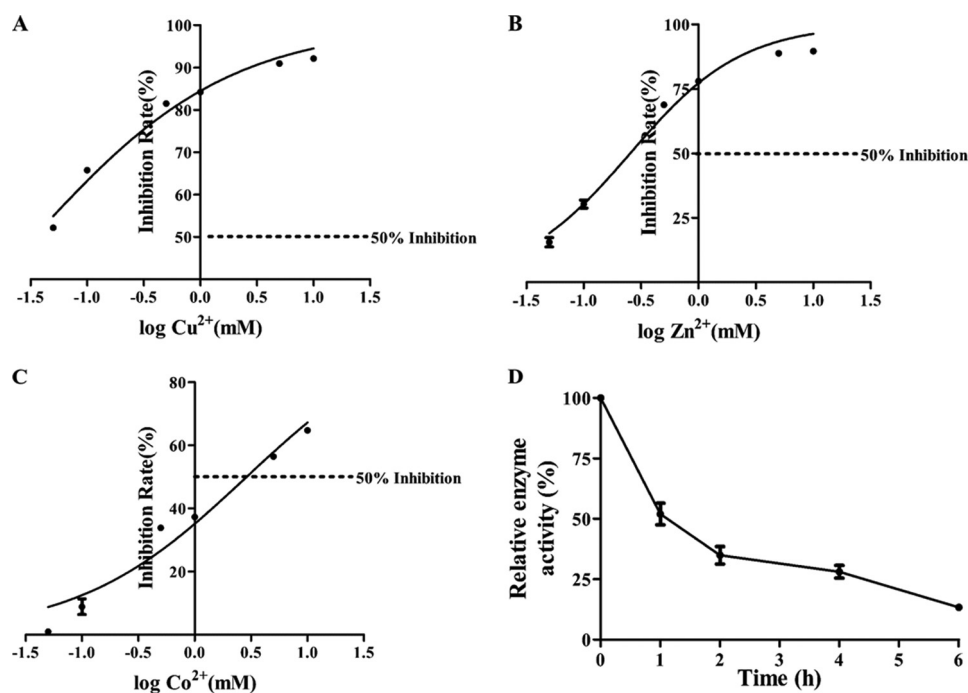 A
Inhibition Rate(%)
100
90
80
70
60
50
50% Inhibition
-1.5 -1.0 -0.5 0.0 0.5 1.0 1.5
log Cu²⁺(mM)
B
Inhibition Rate(%)
100
75
50
25
50% Inhibition
-1.5 -1.0 -0.5 0.0 0.5 1.0 1.5
log Zn²⁺(mM)
C
Inhibition Rate(%)
80
60
40
20
50% Inhibition
-1.5 -1.0 -0.5 0.0 0.5 1.0 1.5
log Co²⁺(mM)
D
Relative enzyme
activity (%)
100
75
50
25
0
0 1 2 3 4 5 6
Time (h)